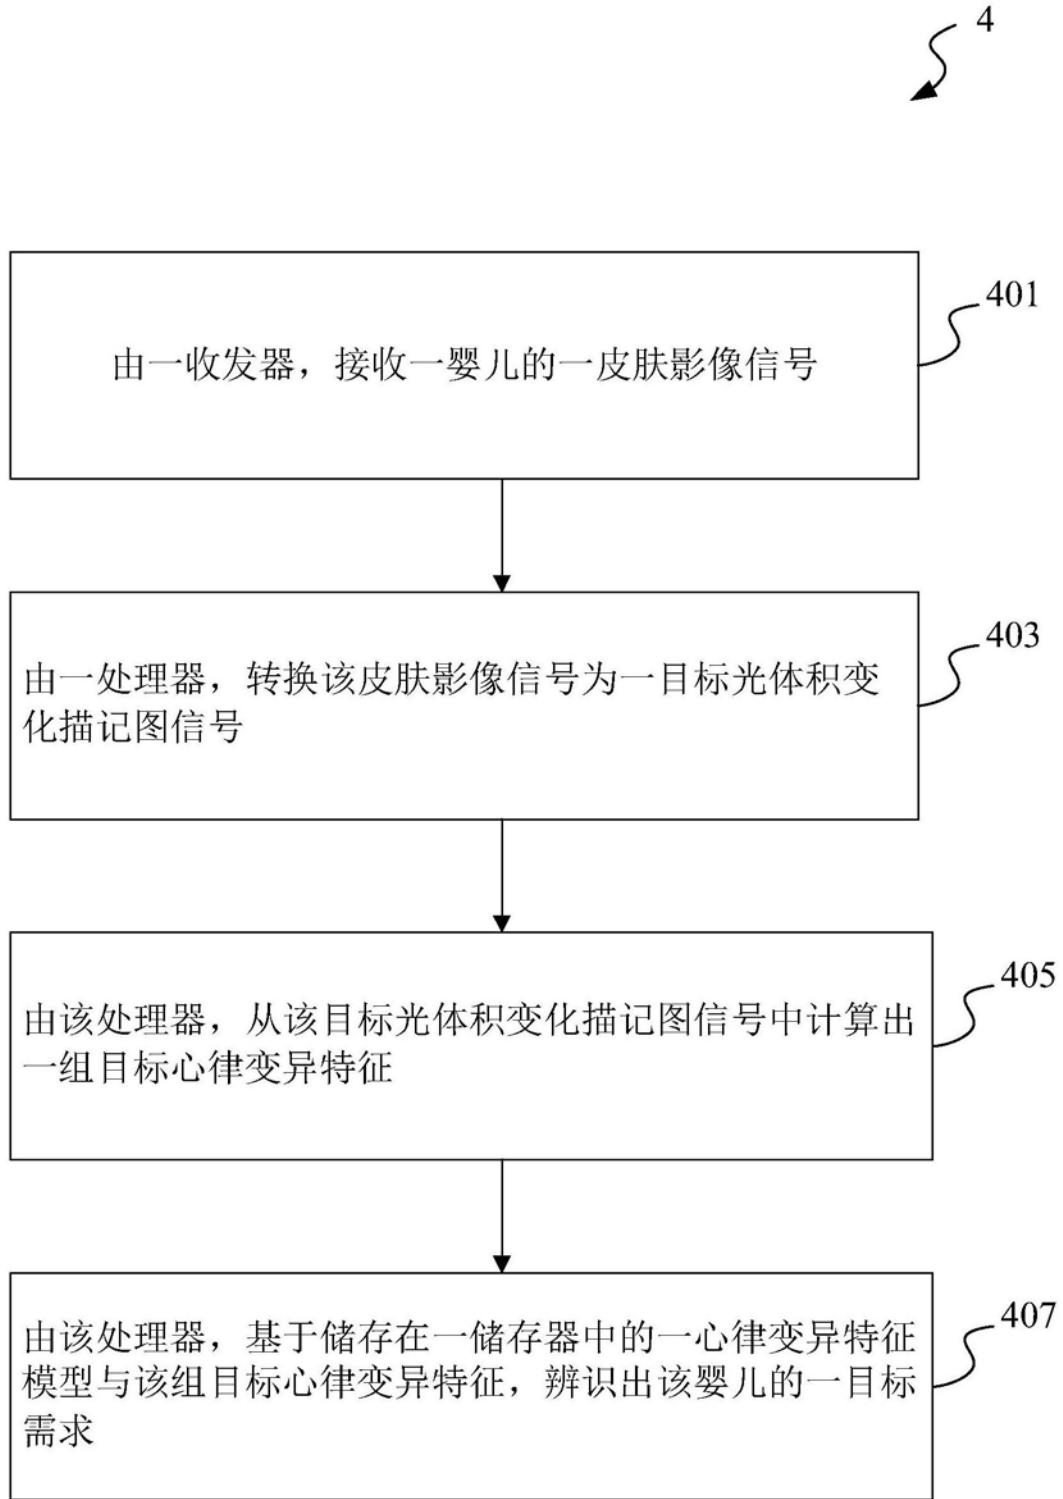 4
401
由一收发器，接收一婴儿的一皮肤影像信号
403
由一处理器，转换该皮肤影像信号为一目标光体积变
化描记图信号
405
由该处理器，从该目标光体积变化描记图信号中计算出
一组目标心律变异特征
407
由该处理器，基于储存在一储存器中的一心律变异特征
模型与该组目标心律变异特征，辨识出该婴儿的一目标
需求